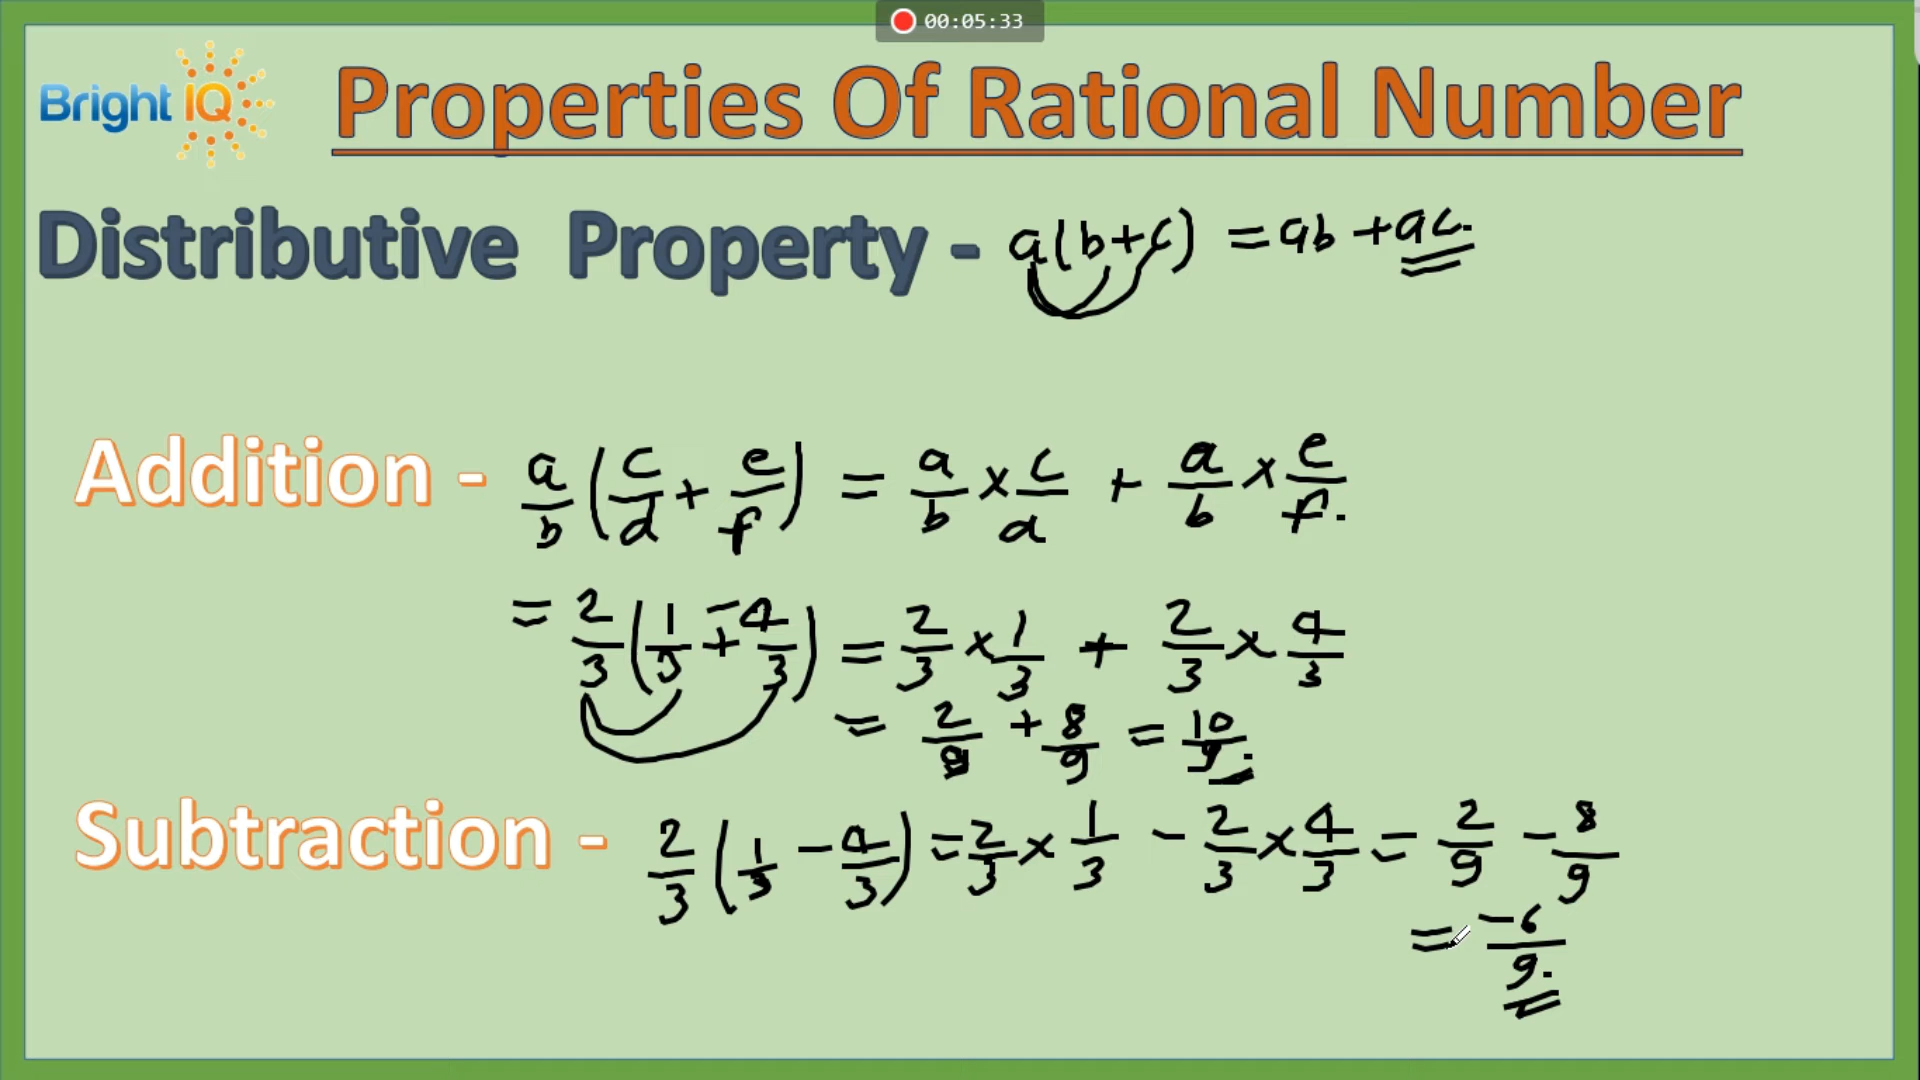 00:05:33
Bright IQ
Properties Of Rational Number
Distributive Property - a(b+c) = ab + ac.
Addition - a/b (c/d + e/f) = a/b × c/d + a/b × e/f.
= 2/3 (1/3 + -4/3) = 2/3 × 1/3 + 2/3 × 4/3
= 2/9 + 8/9 = 10/9.
Subtraction - 2/3 (1/3 - 4/3) = 2/3 × 1/3 - 2/3 × 4/3 = 2/9 - 8/9
= -6/9.